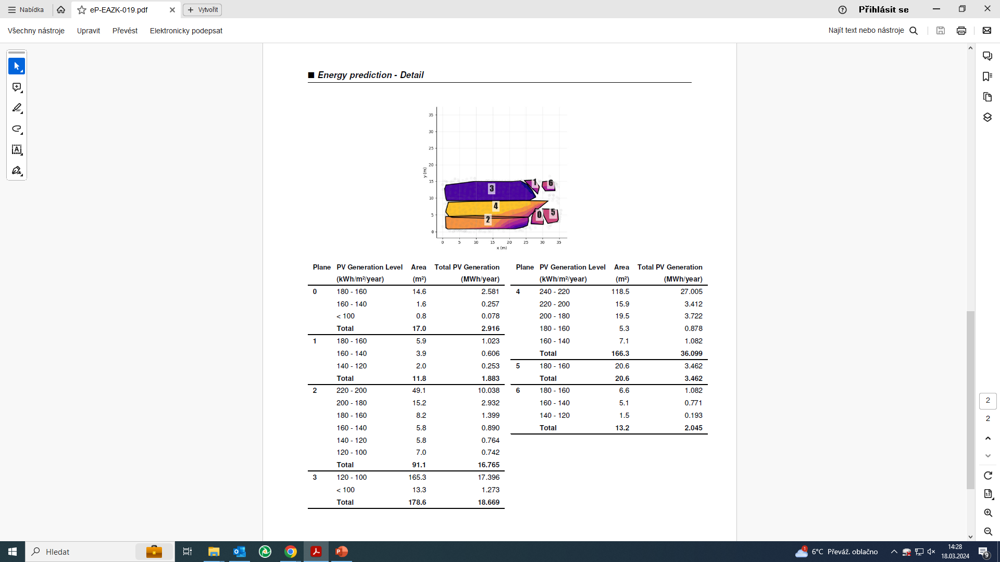 Nabídka
eP-EAZK-019.pdf
Vytvořit
Přihlásit se
Všechny nástroje
Upravit
Převést
Elektronicky podepsat
Najít text nebo nástroje
Energy prediction - Detail
35
30
25
20
15
10
5
0
y (m)
3
1
6
4
2
0
5
0 5 10 15 20 25 30 35
x (m)
Plane PV Generation Level Area Total PV Generation
(kWh/m²/year) (m²) (MWh/year)
0 180 - 160 14.6 2.581
160 - 140 1.6 0.257
< 100 0.8 0.078
Total 17.0 2.916
1 180 - 160 5.9 1.023
160 - 140 3.9 0.606
140 - 120 2.0 0.253
Total 11.8 1.883
2 220 - 200 49.1 10.038
200 - 180 15.2 2.932
180 - 160 8.2 1.399
160 - 140 5.8 0.890
140 - 120 5.8 0.764
120 - 100 7.0 0.742
Total 91.1 16.765
3 120 - 100 165.3 17.396
< 100 13.3 1.273
Total 178.6 18.669
Plane PV Generation Level Area Total PV Generation
(kWh/m²/year) (m²) (MWh/year)
4 240 - 220 118.5 27.005
220 - 200 15.9 3.412
200 - 180 19.5 3.722
180 - 160 5.3 0.878
160 - 140 7.1 1.082
Total 166.3 36.099
5 180 - 160 20.6 3.462
Total 20.6 3.462
6 180 - 160 6.6 1.082
160 - 140 5.1 0.771
140 - 120 1.5 0.193
Total 13.2 2.045
2
2
Hledat
1
6°C Převáž. oblačno
14:28
18.03.2024
9